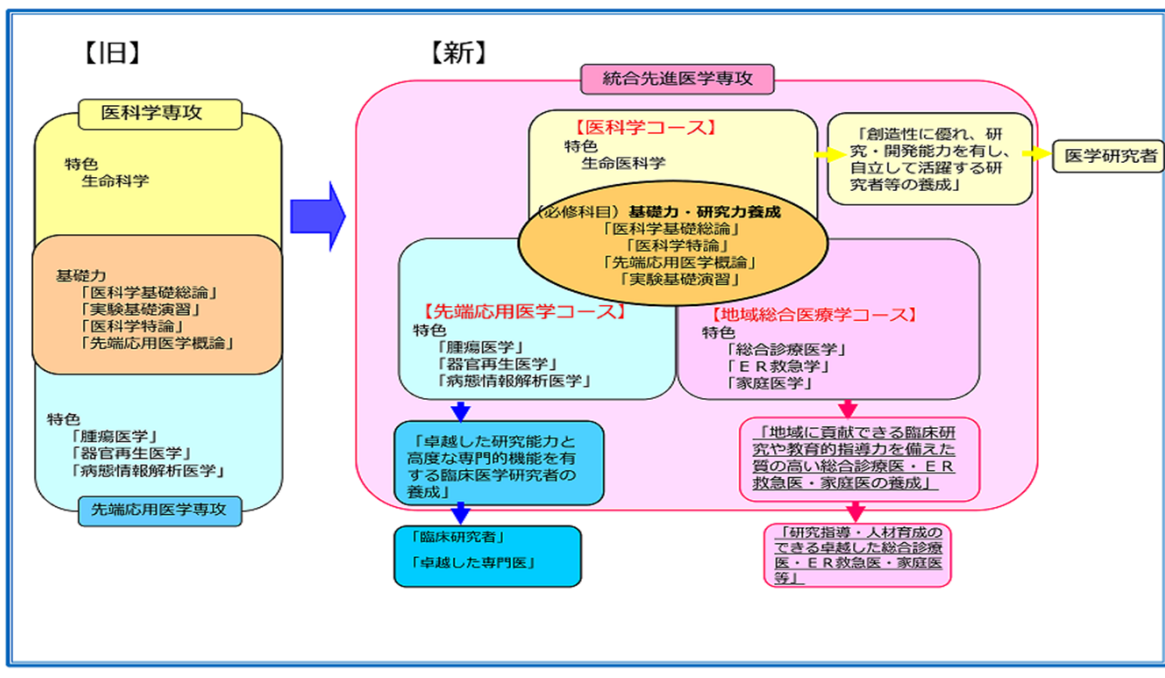 【旧】
医科学専攻
特色
生命科学
基礎力
「医科学基礎総論」
「実験基礎演習」
「医科学特論」
「先端応用医学概論」
特色
「腫瘍医学」
「器官再生医学」
「病態情報解析医学」
先端応用医学専攻
【新】
統合先進医学専攻
【医科学コース】
特色
生命医科学
(必修科目）基礎力・研究力養成
「医科学基礎総論」
「医科学特論」
「先端応用医学概論」
「実験基礎演習」
「創造性に優れ、研
究・開発能力を有し、
自立して活躍する研
究者等の養成」
医学研究者
【先端応用医学コース】
特色
「腫瘍医学」
「器官再生医学」
「病態情報解析医学」
「卓越した研究能力と
高度な専門的機能を有
する臨床医学研究者の
養成」
「臨床研究者」
「卓越した専門医」
【地域総合医療学コース】
特色
「総合診療医学」
「ＥＲ救急学」
「家庭医学」
「地域に貢献できる臨床研
究や教育的指導力を備えた
質の高い総合診療医・ＥＲ
救急医・家庭医の養成」
「研究指導・人材育成の
できる卓越した総合診療
医・ＥＲ救急医・家庭医
等」